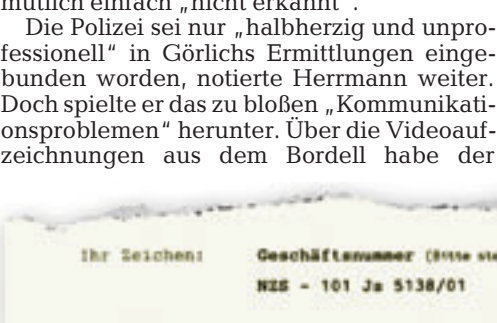 mutlich einfach „nicht erkannt“.
Die Polizei sei nur „halbherzig und unpro-
fessionell“ in Görlichs Ermittlungen einge-
bunden worden, notierte Herrmann weiter.
Doch spielte er das zu bloßen „Kommunikati-
onsproblemen“ herunter. Über die Videoauf-
zeichnungen aus dem Bordell habe der
Ihr Zeichen: Geschäftsnummer (Bitte
NZS - 101 Js 5138/01